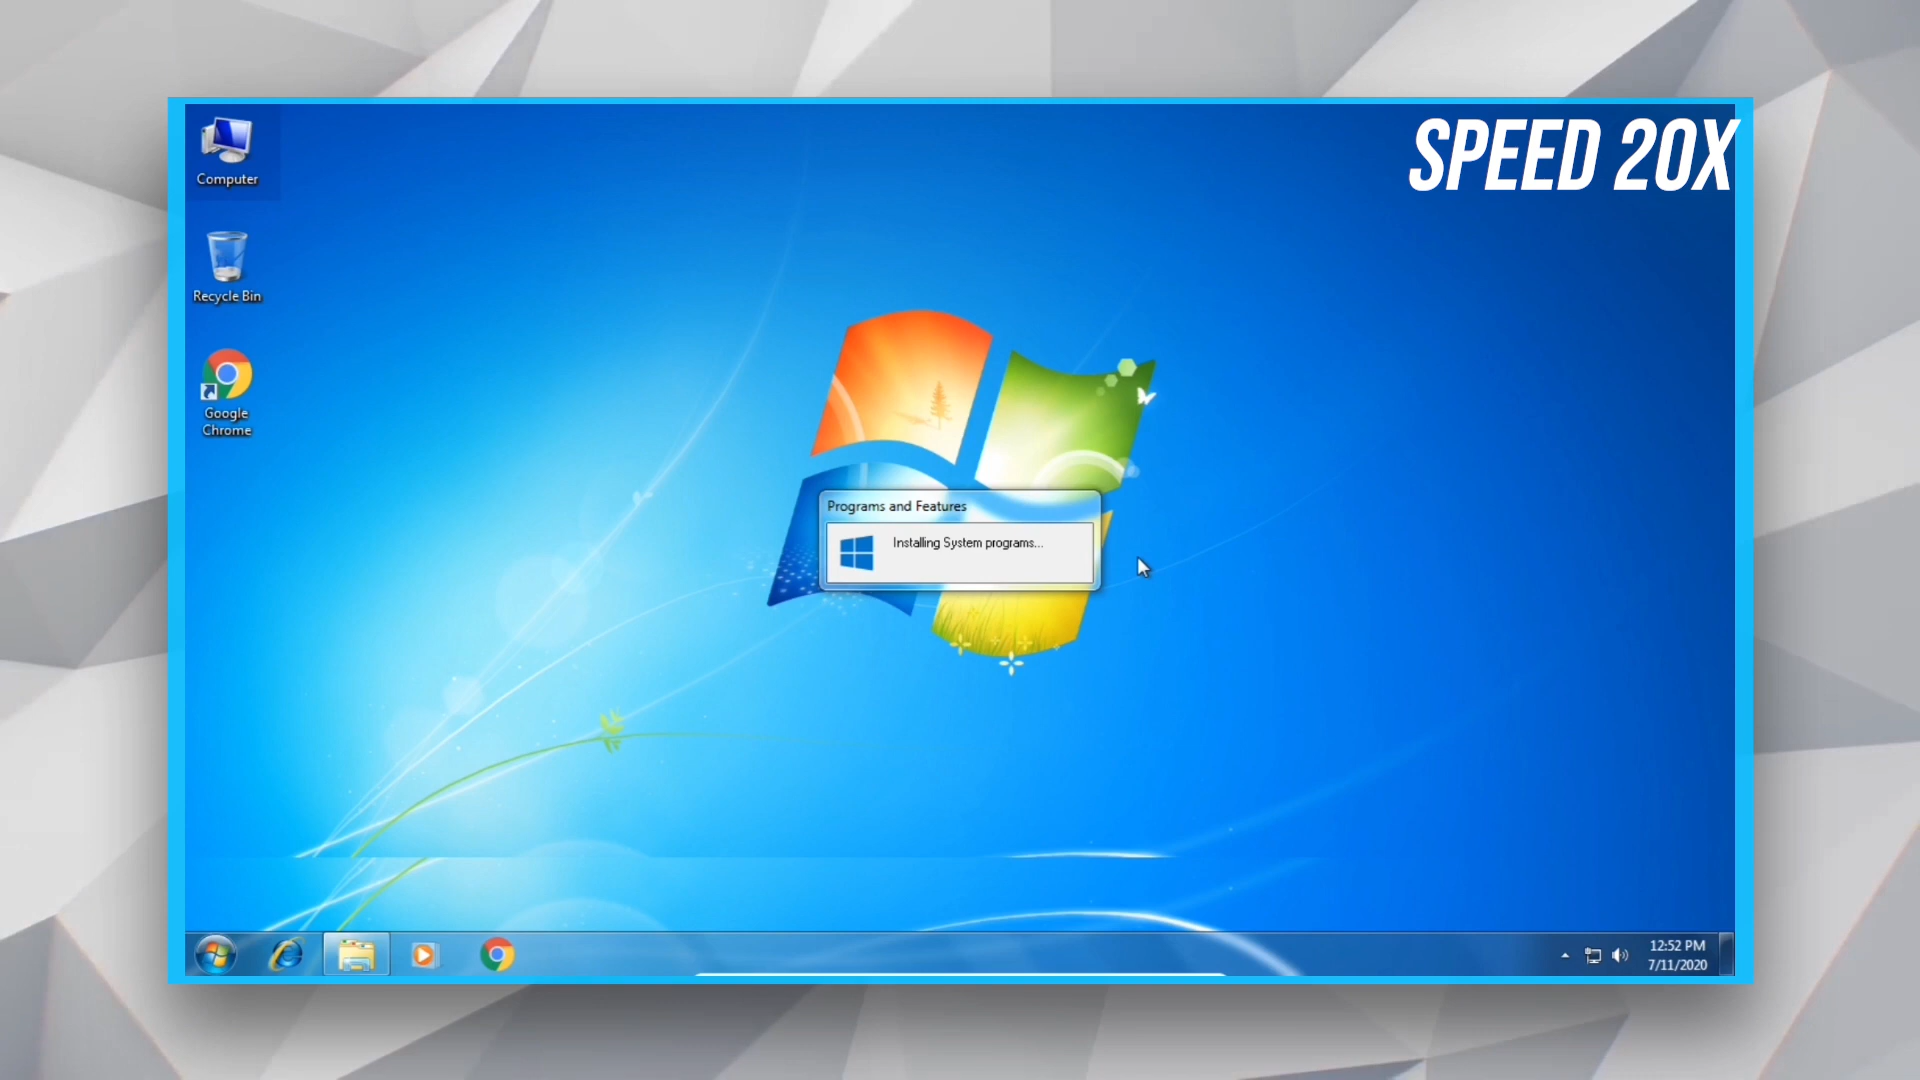 SPEED 20X
Computer
Recycle Bin
Google
Chrome
Programs and Features
Installing System programs...
12:52 PM
7/11/2020